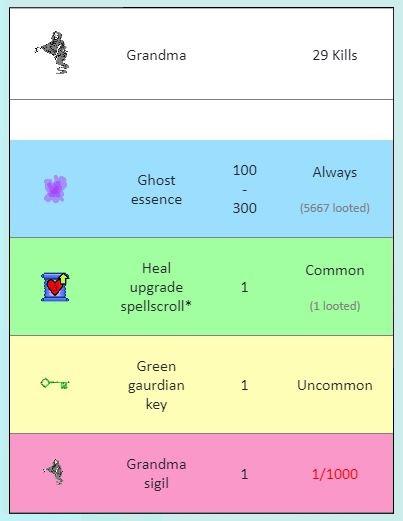 Grandma 29 Kills
Ghost
essence
100
-
300
Always
(5667 looted)
Heal
upgrade
spellscroll*
1
Common
(1 looted)
Green
gaurdian
key
1
Uncommon
Grandma
sigil
1
1/1000